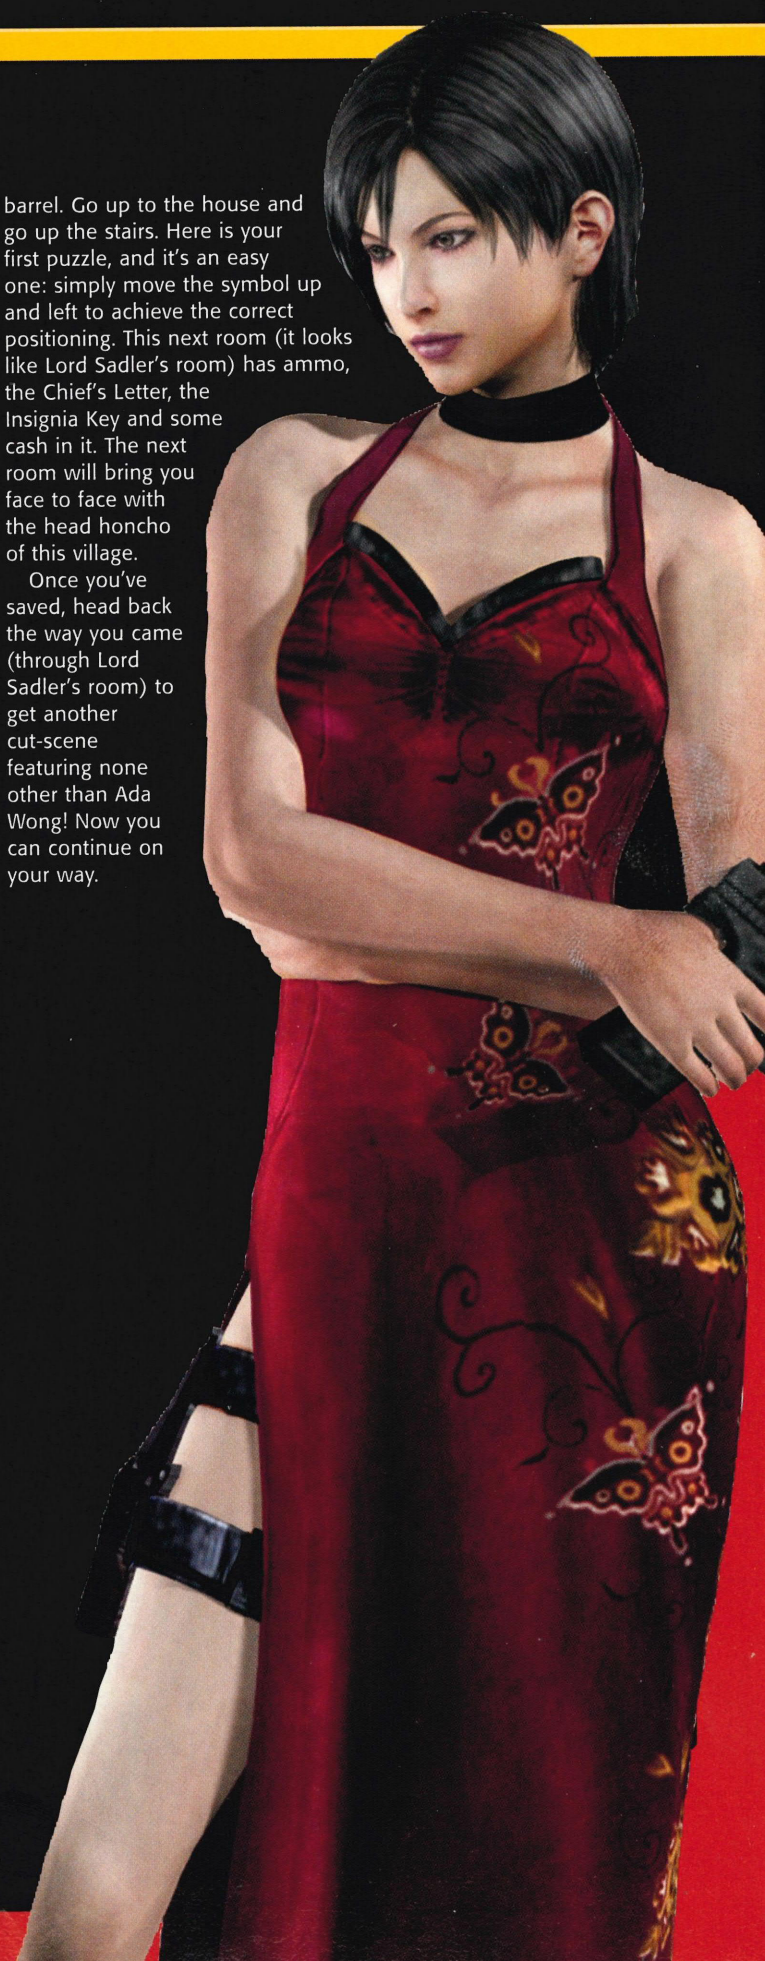 barrel. Go up to the house and
go up the stairs. Here is your
first puzzle, and it's an easy
one: simply move the symbol up
and left to achieve the correct
positioning. This next room (it looks
like Lord Sadler's room) has ammo,
the Chief's Letter, the
Insignia Key and some
cash in it. The next
room will bring you
face to face with
the head honcho
of this village.
Once you've
saved, head back
the way you came
(through Lord
Sadler's room) to
get another
cut-scene
featuring none
other than Ada
Wong! Now you
can continue on
your way.